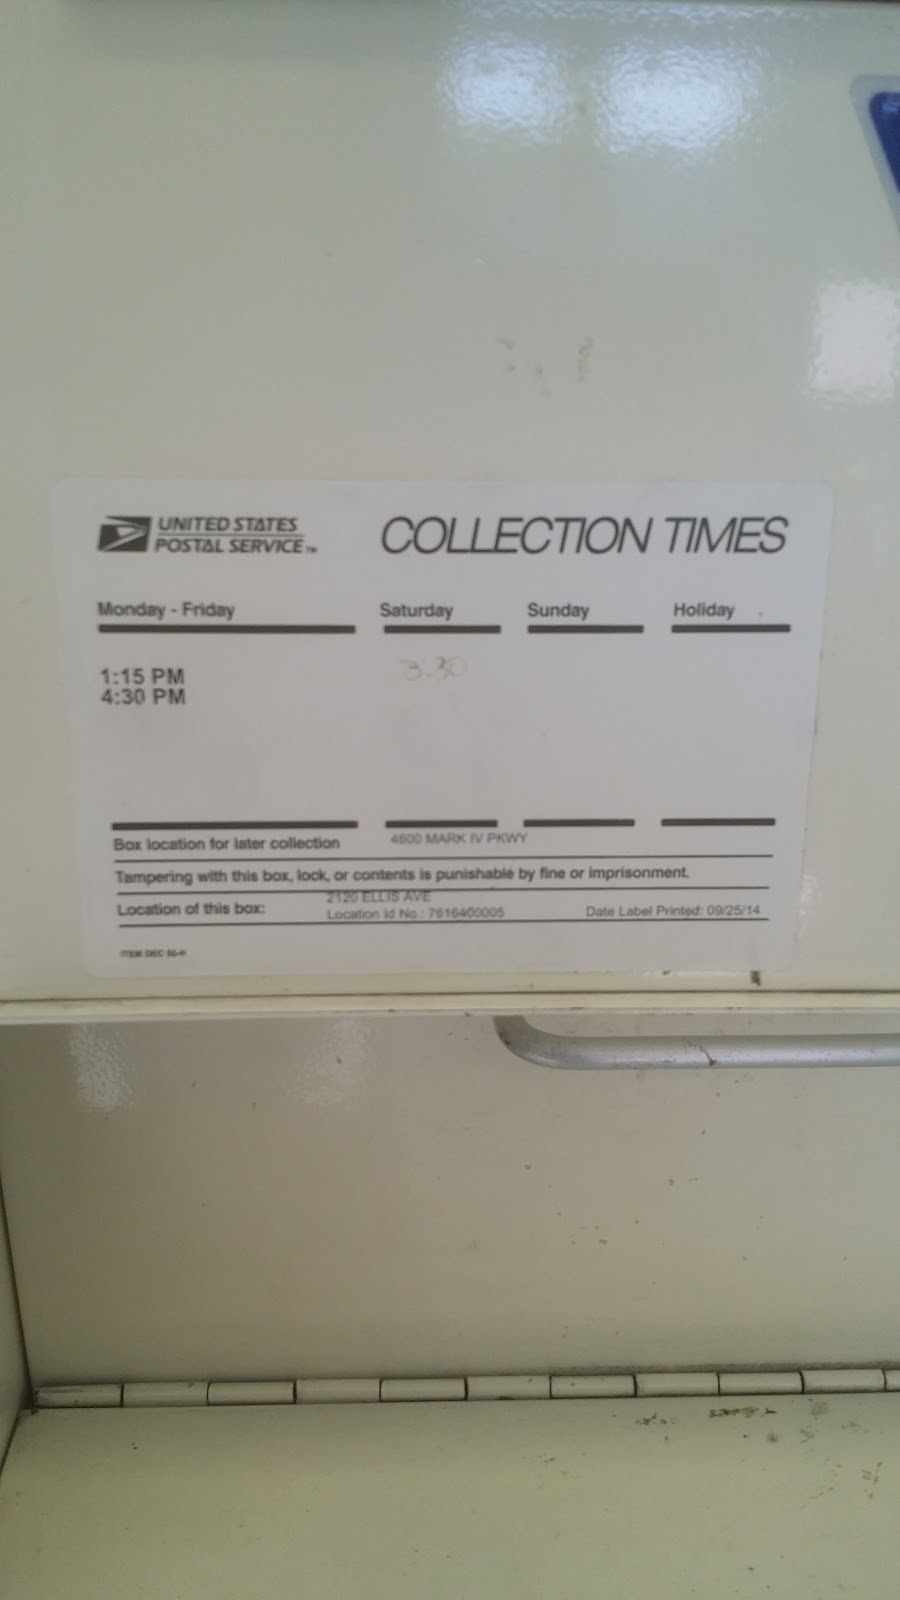 UNITED STATES
POSTAL SERVICE™
COLLECTION TIMES
Monday - Friday
Saturday
Sunday
Holiday
1:15 PM
4:30 PM
3.30
Box location for later collection
4600 MARK IV PKWY
Tampering with this box, lock, or contents is punishable by fine or imprisonment.
Location of this box:
2120 ELLIS AVE
Location Id No.: 7616400005
Date Label Printed: 09/25/14
ITEM DEC